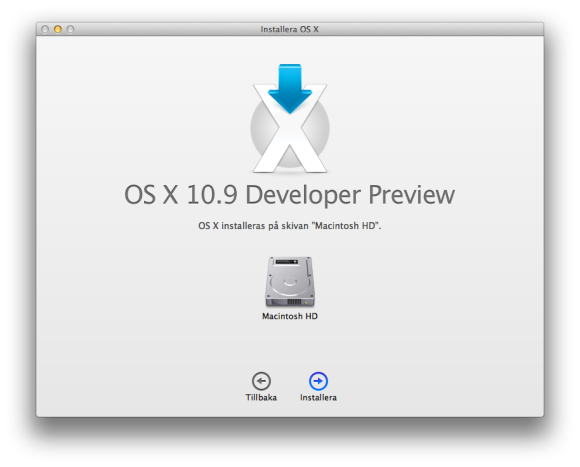 Installera OS X
OS X 10.9 Developer Preview
OS X installeras på skivan "Macintosh HD".
Macintosh HD
Tillbaka
Installera